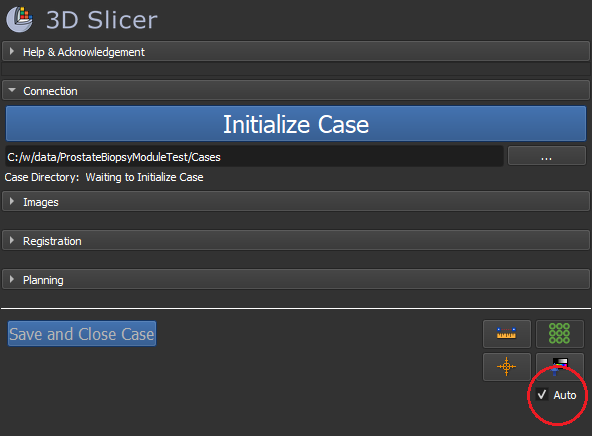 3D Slicer
Help & Acknowledgement
Connection
Initialize Case
C:/w/data/ProstateBiopsyModuleTest/Cases
...
Case Directory: Waiting to Initialize Case
Images
Registration
Planning
Save and Close Case
Auto